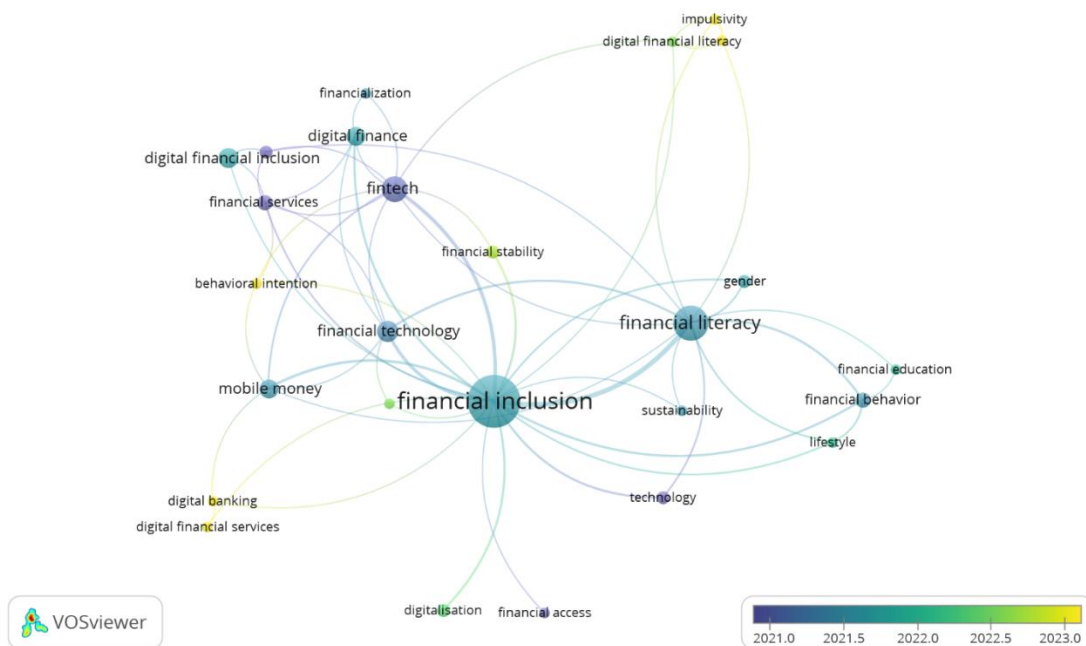 impulsivity
digital financial literacy
financialization
digital finance
digital financial inclusion
fintech
financial services
financial stability
behavioral intention
gender
financial technology
financial literacy
financial education
mobile money
financial inclusion
financial behavior
sustainability
lifestyle
digital banking
technology
digital financial services
digitalisation
financial access
VOSviewer
2021.0 2021.5 2022.0 2022.5 2023.0